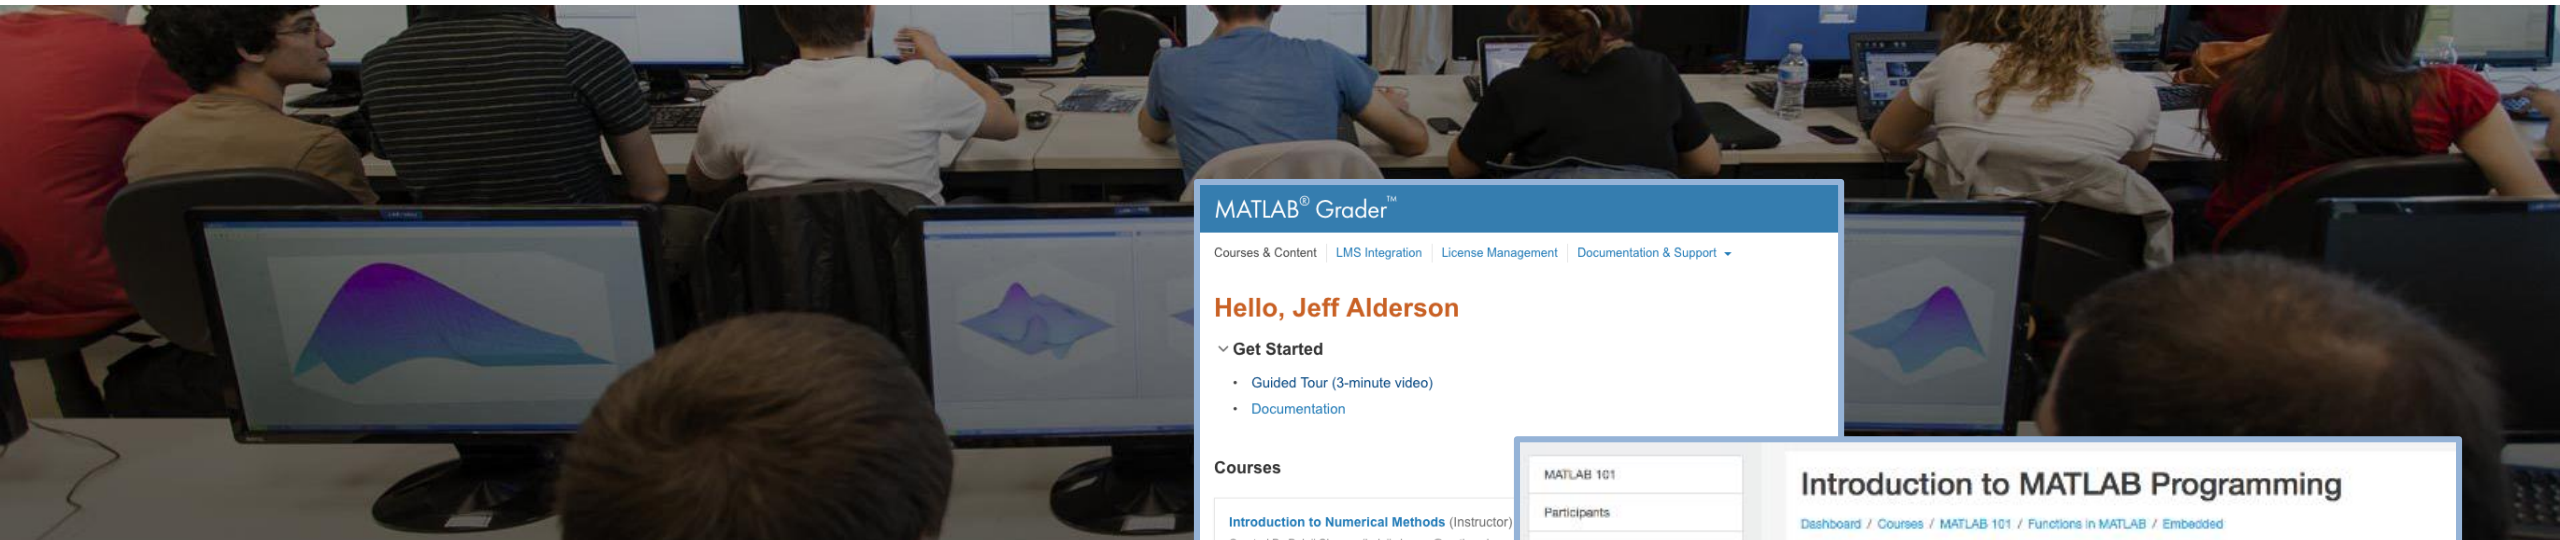 MATLAB® Grader™
Courses & Content LMS Integration License Management Documentation & Support
Hello, Jeff Alderson
Get Started
• Guided Tour (3-minute video)
• Documentation
Courses
Introduction to Numerical Methods (Instructor)
MATLAB 101
Participants
Introduction to MATLAB Programming
Dashboard / Courses / MATLAB 101 / Functions in MATLAB / Embedded